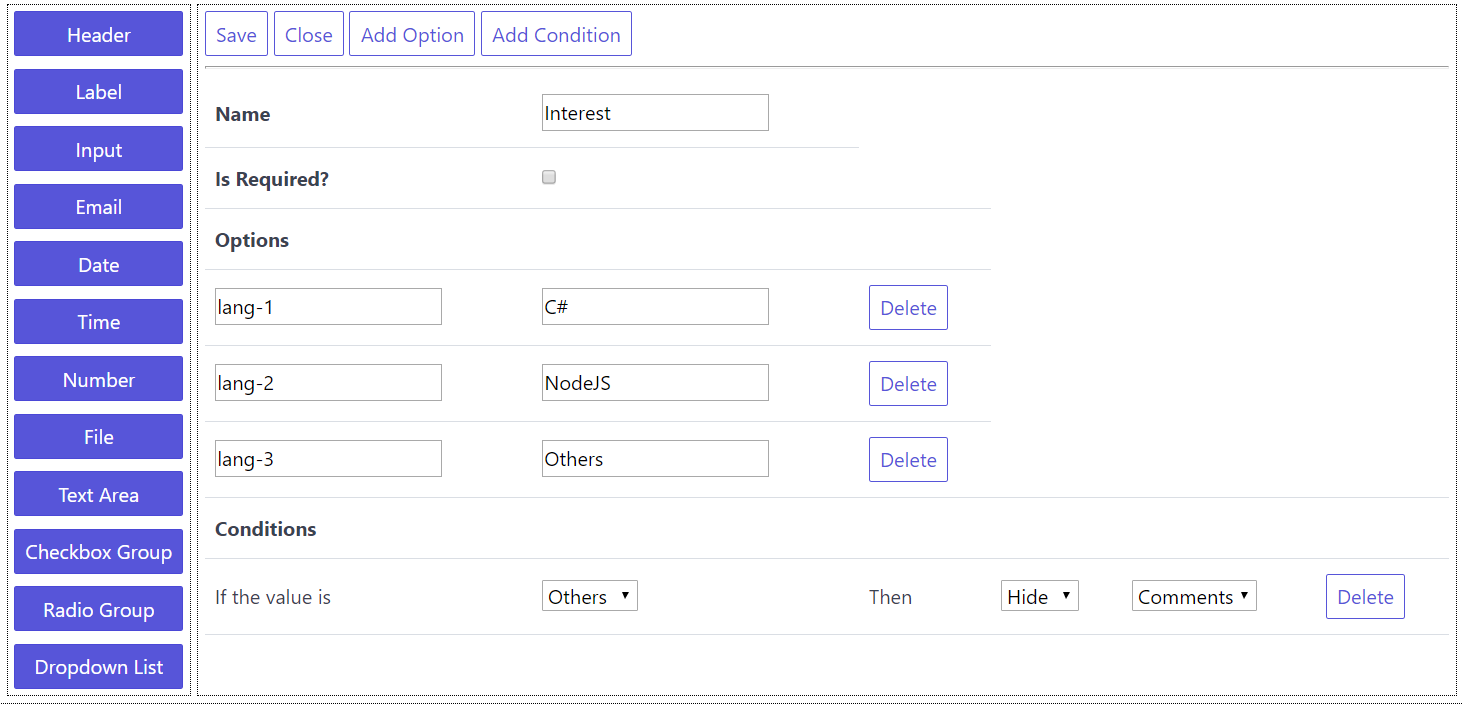 Header
Label
Input
Email
Date
Time
Number
File
Text Area
Checkbox Group
Radio Group
Dropdown List
Save Close Add Option Add Condition
Name Interest
Is Required?
Options
lang-1 C# Delete
lang-2 NodeJS Delete
lang-3 Others Delete
Conditions
If the value is Others Then Hide Comments Delete